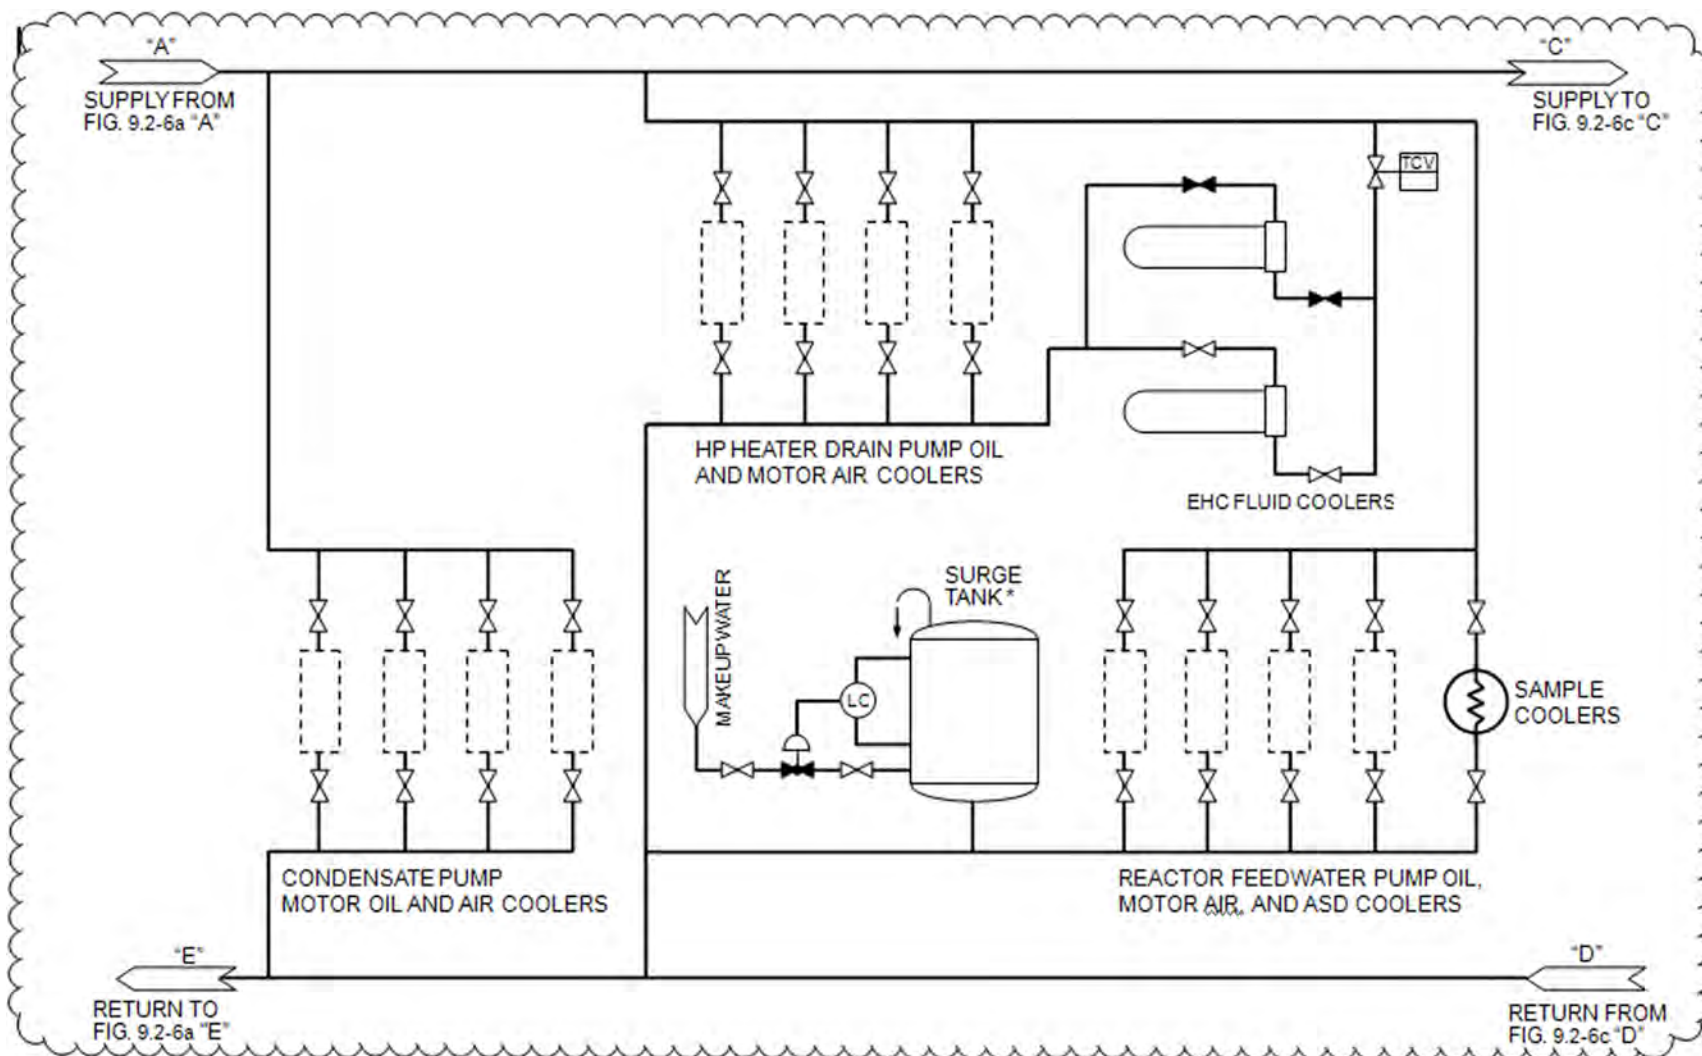 "A"
SUPPLY FROM
FIG. 9.2-6a "A"
"C"
SUPPLY TO
FIG. 9.2-6c "C"
TCV
HP HEATER DRAIN PUMP OIL
AND MOTOR AIR COOLERS
EHC FLUID COOLERS
MAKEUP WATER
SURGE
TANK *
LC
SAMPLE
COOLERS
CONDENSATE PUMP
MOTOR OIL AND AIR COOLERS
REACTOR FEEDWATER PUMP OIL,
MOTOR AIR, AND ASD COOLERS
"E"
RETURN TO
FIG. 9.2-6a "E"
"D"
RETURN FROM
FIG. 9.2-6c "D"